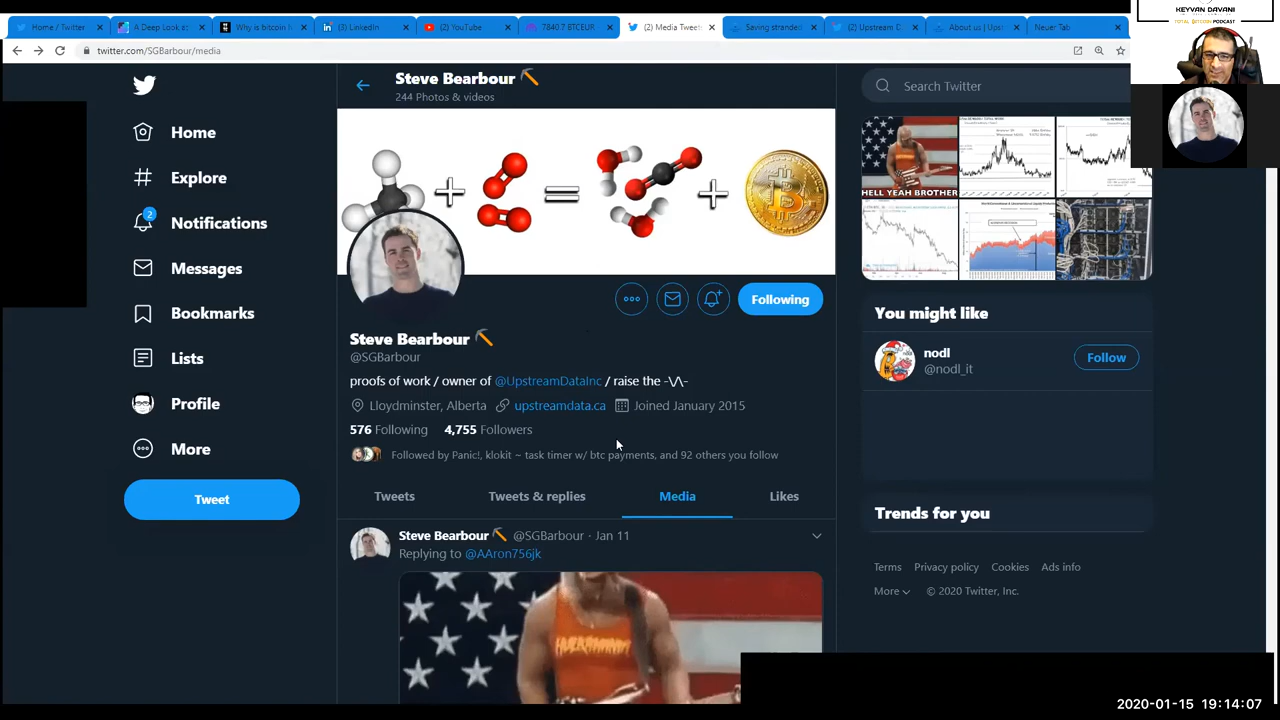 Home / Twitter
A Deep Look at
Why is bitcoin
(3) LinkedIn
(2) YouTube
7840.7 BTCEUR
(2) Media Tweets
Saving stranded
(2) Upstream D
About us | Upst
Neuer Tab
KEYVAN DAVANI
TOTAL BITCOIN PODCAST
twitter.com/SGBarbour/media
Steve Bearbour
244 Photos & videos
Search Twitter
Home
Explore
2
Notifications
Messages
Bookmarks
Lists
Profile
More
Tweet
HELL YEAH BROTHER
Following
Steve Bearbour
@SGBarbour
proofs of work / owner of @UpstreamDataInc / raise the -\/\-
Lloydminster, Alberta
upstreamdata.ca
Joined January 2015
576 Following
4,755 Followers
Followed by Panic!, klokit ~ task timer w/ btc payments, and 92 others you follow
Tweets
Tweets & replies
Media
Likes
Steve Bearbour @SGBarbour · Jan 11
Replying to @AAron756jk
You might like
nodl
@nodl_it
Follow
Trends for you
Terms
Privacy policy
Cookies
Ads info
More
© 2020 Twitter, Inc.
2020-01-15 19:14:07